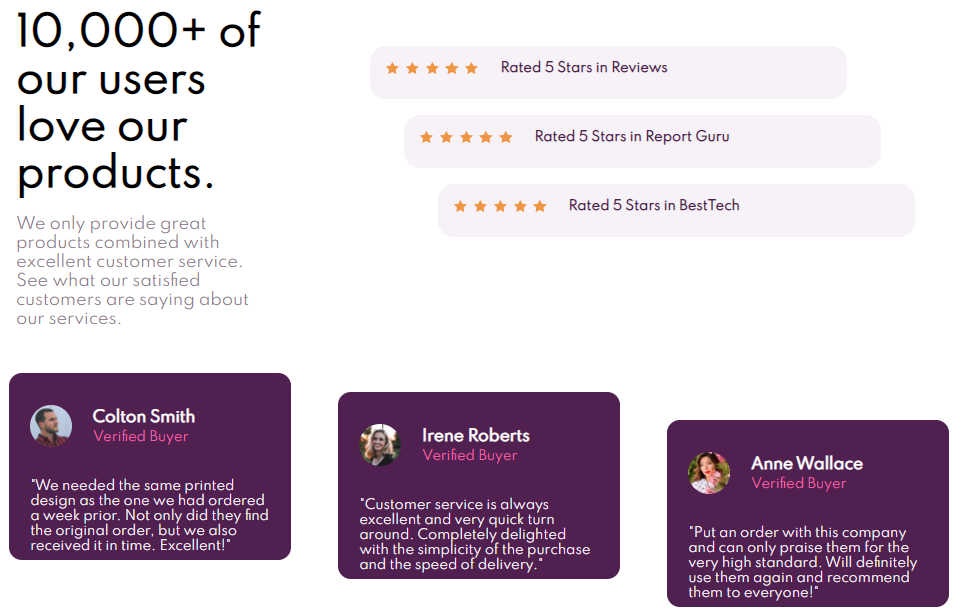 10,000+ of
our users
love our
products.
We only provide great
products combined with
excellent customer service.
See what our satisfied
customers are saying about
our services.
Rated 5 Stars in Reviews
Rated 5 Stars in Report Guru
Rated 5 Stars in BestTech
Colton Smith
Verified Buyer
"We needed the same printed
design as the one we had ordered
a week prior. Not only did they find
the original order, but we also
received it in time. Excellent!"
Irene Roberts
Verified Buyer
"Customer service is always
excellent and very quick turn
around. Completely delighted
with the simplicity of the purchase
and the speed of delivery."
Anne Wallace
Verified Buyer
"Put an order with this company
and can only praise them for the
very high standard. Will definitely
use them again and recommend
them to everyone!"